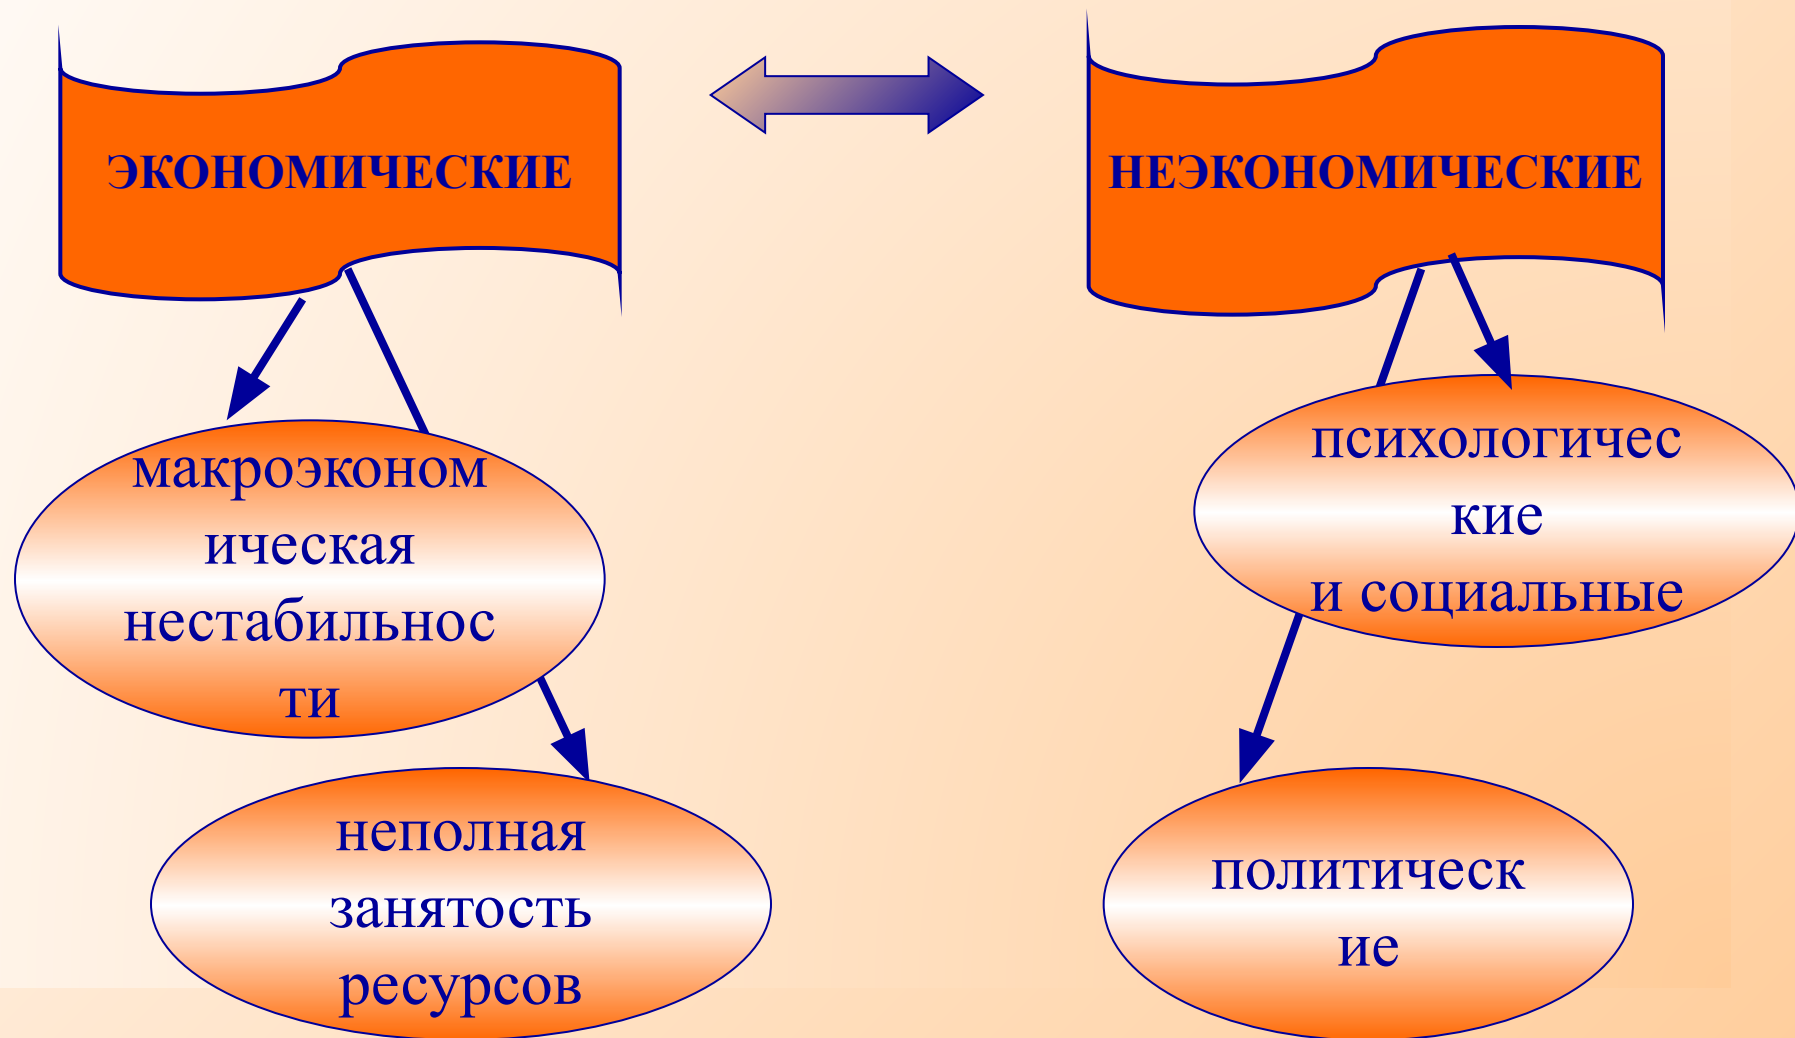 ЭКОНОМИЧЕСКИЕ
НЕЭКОНОМИЧЕСКИЕ
макроэконом
ическая
нестабильнос
ти
психологичес
кие
и социальные
неполная
занятость
ресурсов
политическ
ие